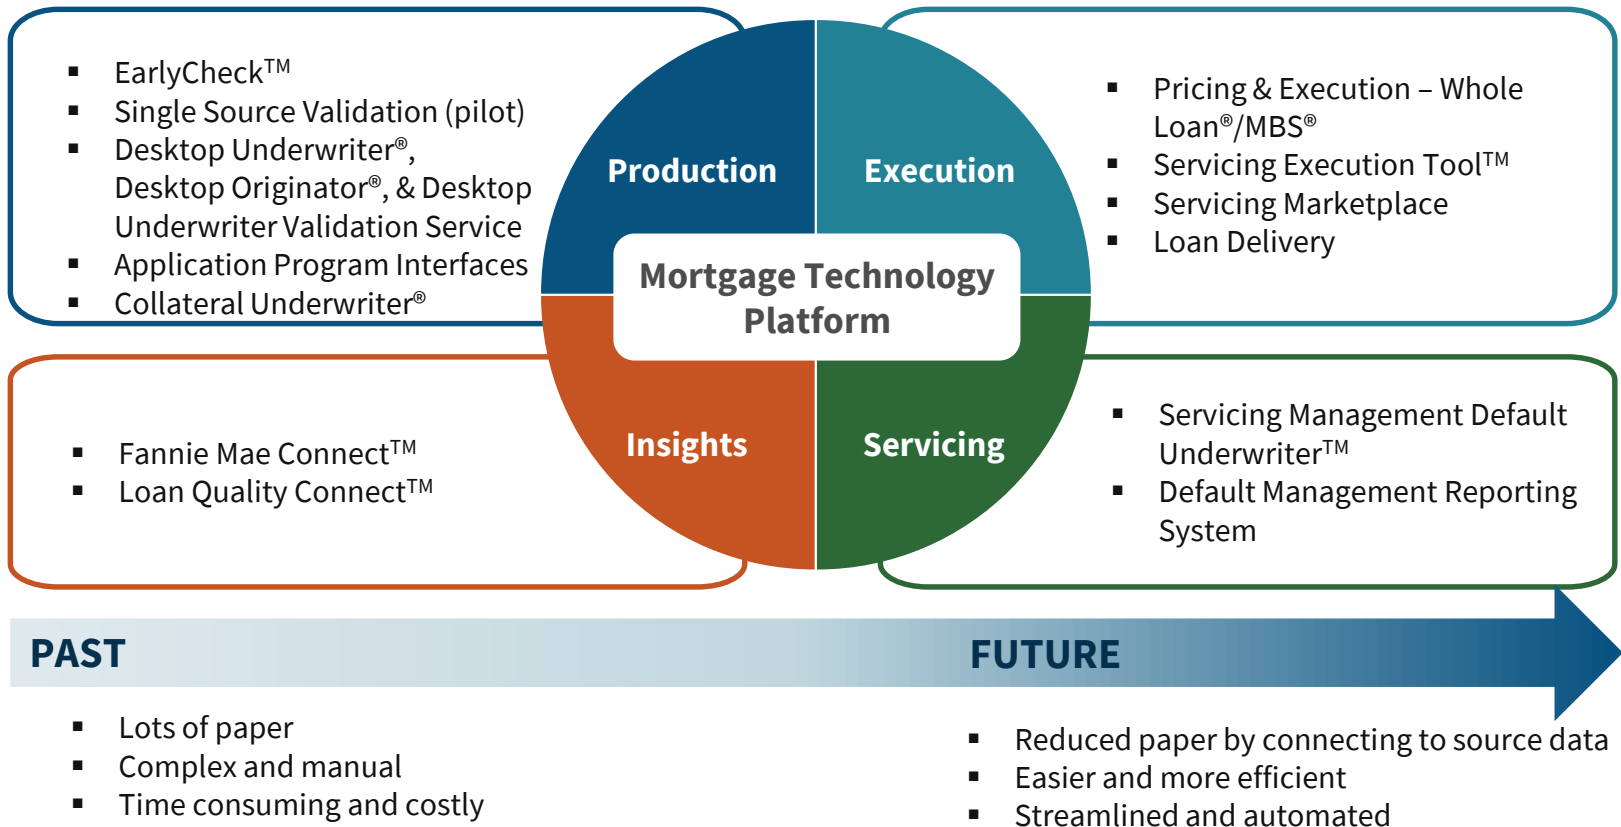 ▪ EarlyCheck™
▪ Single Source Validation (pilot)
▪ Desktop Underwriter®,
Desktop Originator®, & Desktop
Underwriter Validation Service
▪ Application Program Interfaces
▪ Collateral Underwriter®
Production
Execution
▪ Pricing & Execution – Whole
Loan®/MBS®
▪ Servicing Execution Tool™
▪ Servicing Marketplace
▪ Loan Delivery
Mortgage Technology
Platform
▪ Fannie Mae Connect™
▪ Loan Quality Connect™
Insights
Servicing
▪ Servicing Management Default
Underwriter™
▪ Default Management Reporting
System
PAST
FUTURE
▪ Lots of paper
▪ Complex and manual
▪ Time consuming and costly
▪ Reduced paper by connecting to source data
▪ Easier and more efficient
▪ Streamlined and automated